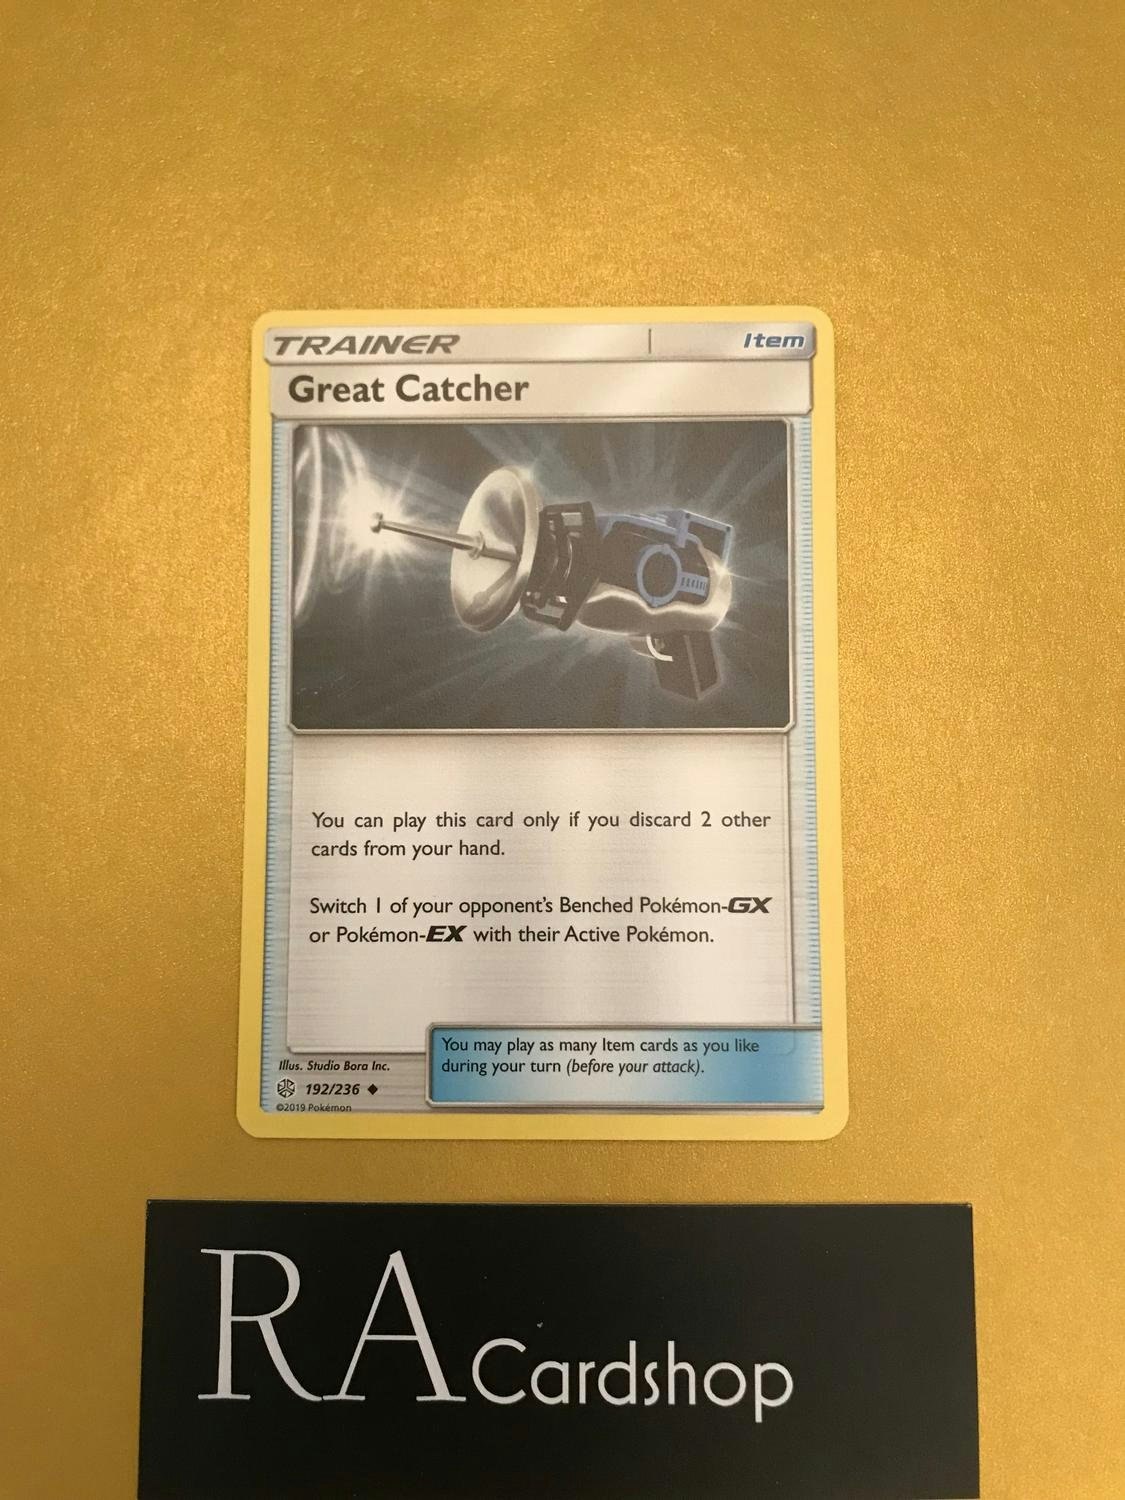 TRAINER
Item
Great Catcher
You can play this card only if you discard 2 other
cards from your hand.
Switch 1 of your opponent's Benched Pokémon-GX
or Pokémon-EX with their Active Pokémon.
You may play as many Item cards as you like
during your turn (before your attack).
Illus. Studio Bora Inc.
192/236
©2019 Pokémon
RA Cardshop